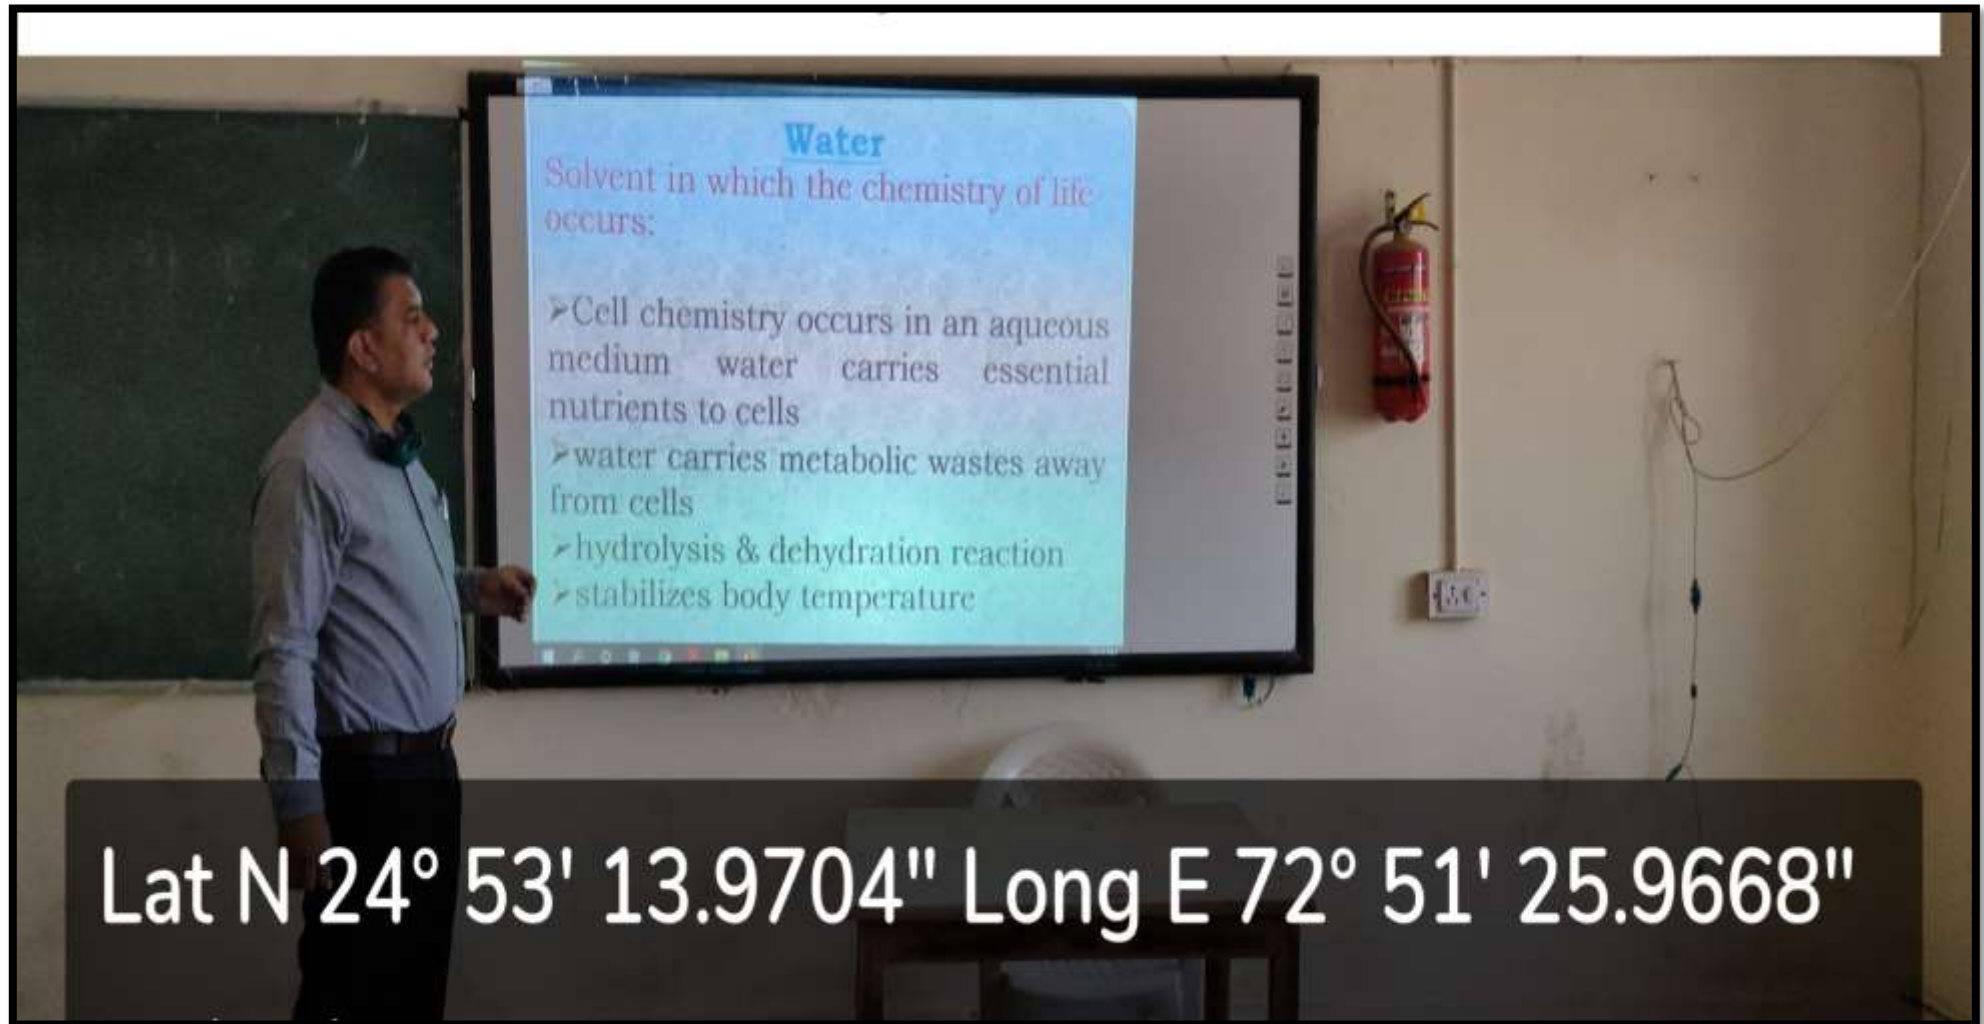 Water
Solvent in which the chemistry of life
occurs:
➢Cell chemistry occurs in an aqueous
medium water carries essential
nutrients to cells
➢water carries metabolic wastes away
from cells
➢hydrolysis & dehydration reaction
➢stabilizes body temperature
Lat N 24° 53' 13.9704" Long E 72° 51' 25.9668"